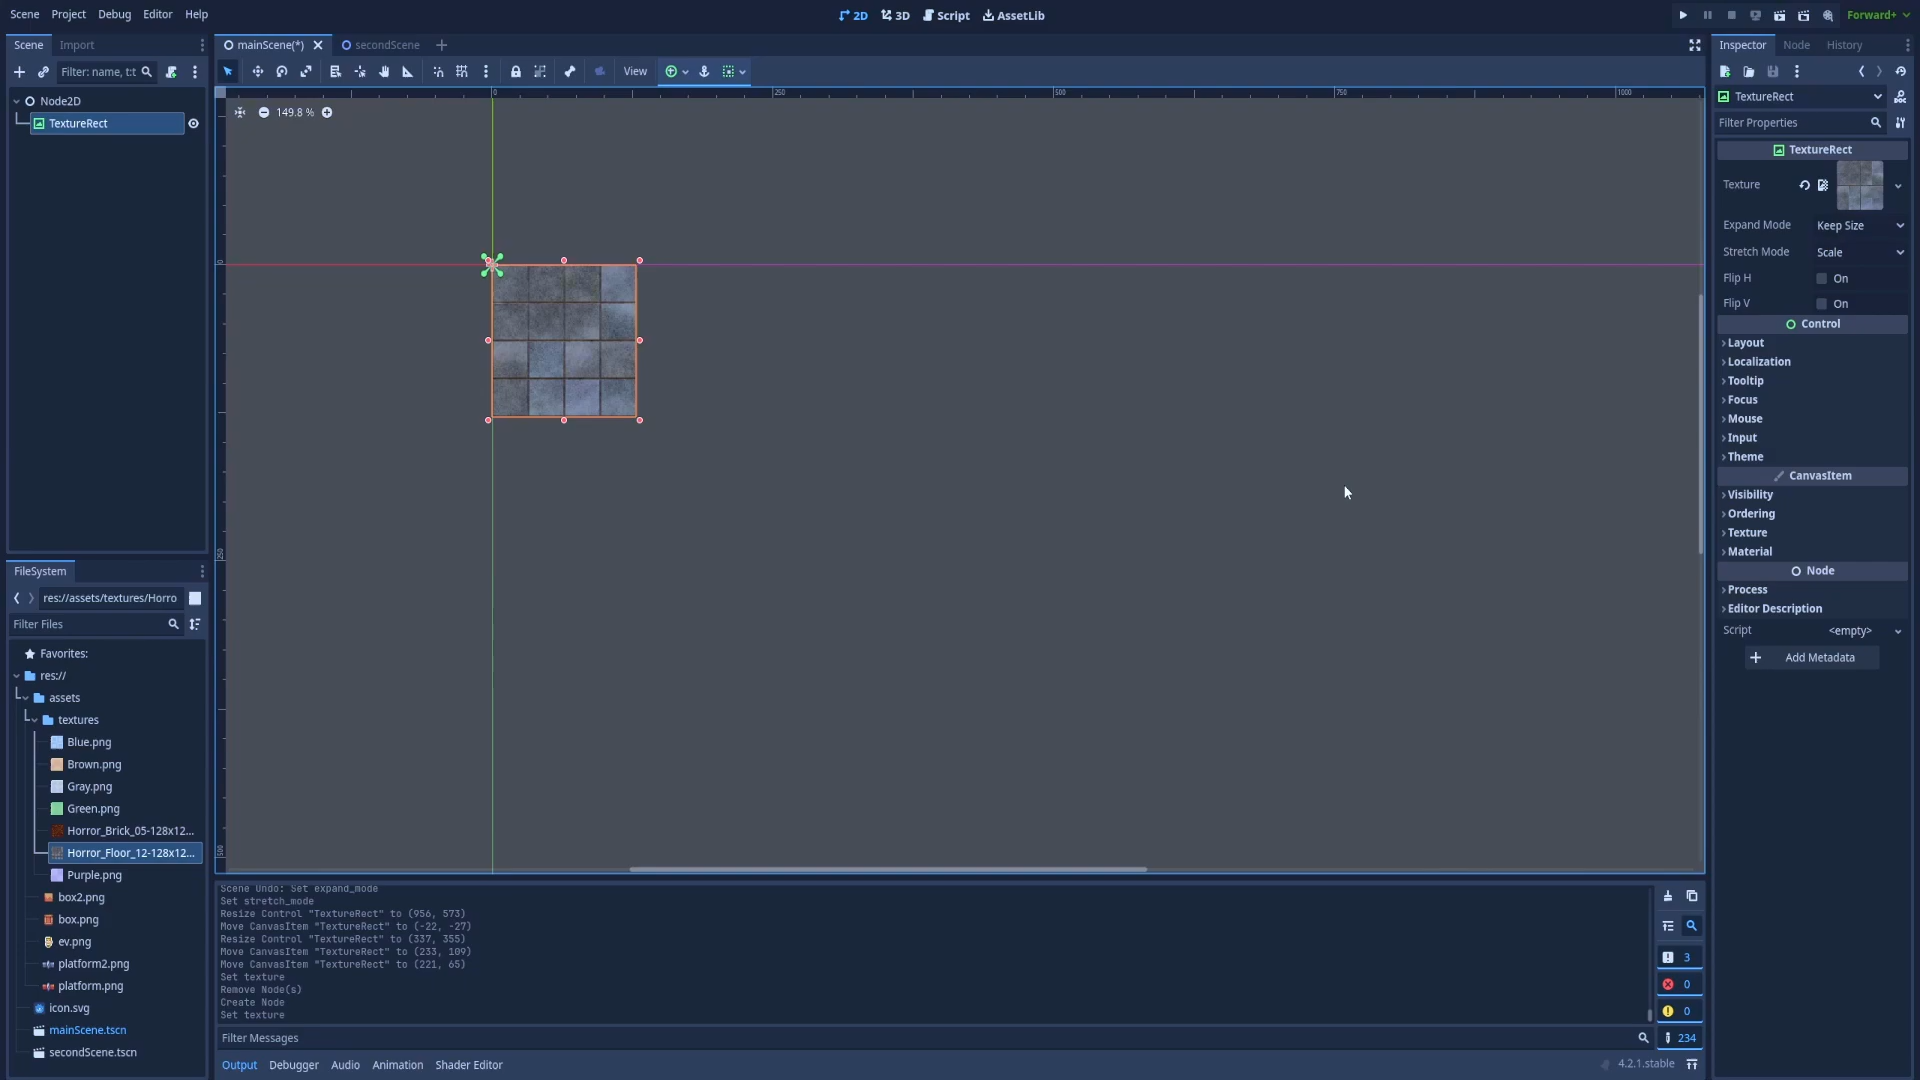 Scene Project Debug Editor Help
2D 3D Script AssetLib
Forward+
Scene Import
mainScene(*) secondScene
Inspector Node History
Filter: name, t:t
View
Node2D
TextureRect
149.8 %
0 250 500 750 1000
0
250
500
TextureRect
Filter Properties
TextureRect
Texture
Expand Mode Keep Size
Stretch Mode Scale
Flip H On
Flip V On
Control
Layout
Localization
Tooltip
Focus
Mouse
Input
Theme
CanvasItem
Visibility
Ordering
Texture
Material
Node
Process
Editor Description
Script <empty>
Add Metadata
FileSystem
res://assets/textures/Horro
Filter Files
Favorites:
res://
assets
textures
Blue.png
Brown.png
Gray.png
Green.png
Horror_Brick_05-128x12...
Horror_Floor_12-128x12...
Purple.png
box2.png
box.png
ev.png
platform2.png
platform.png
icon.svg
mainScene.tscn
secondScene.tscn
Scene Undo: Set expand_mode
Set stretch_mode
Resize Control "TextureRect" to (956, 573)
Move CanvasItem "TextureRect" to (-22, -27)
Resize Control "TextureRect" to (337, 355)
Move CanvasItem "TextureRect" to (233, 109)
Move CanvasItem "TextureRect" to (221, 65)
Set texture
Remove Node(s)
Create Node
Set texture
3
0
0
234
Filter Messages
Output Debugger Audio Animation Shader Editor
4.2.1.stable